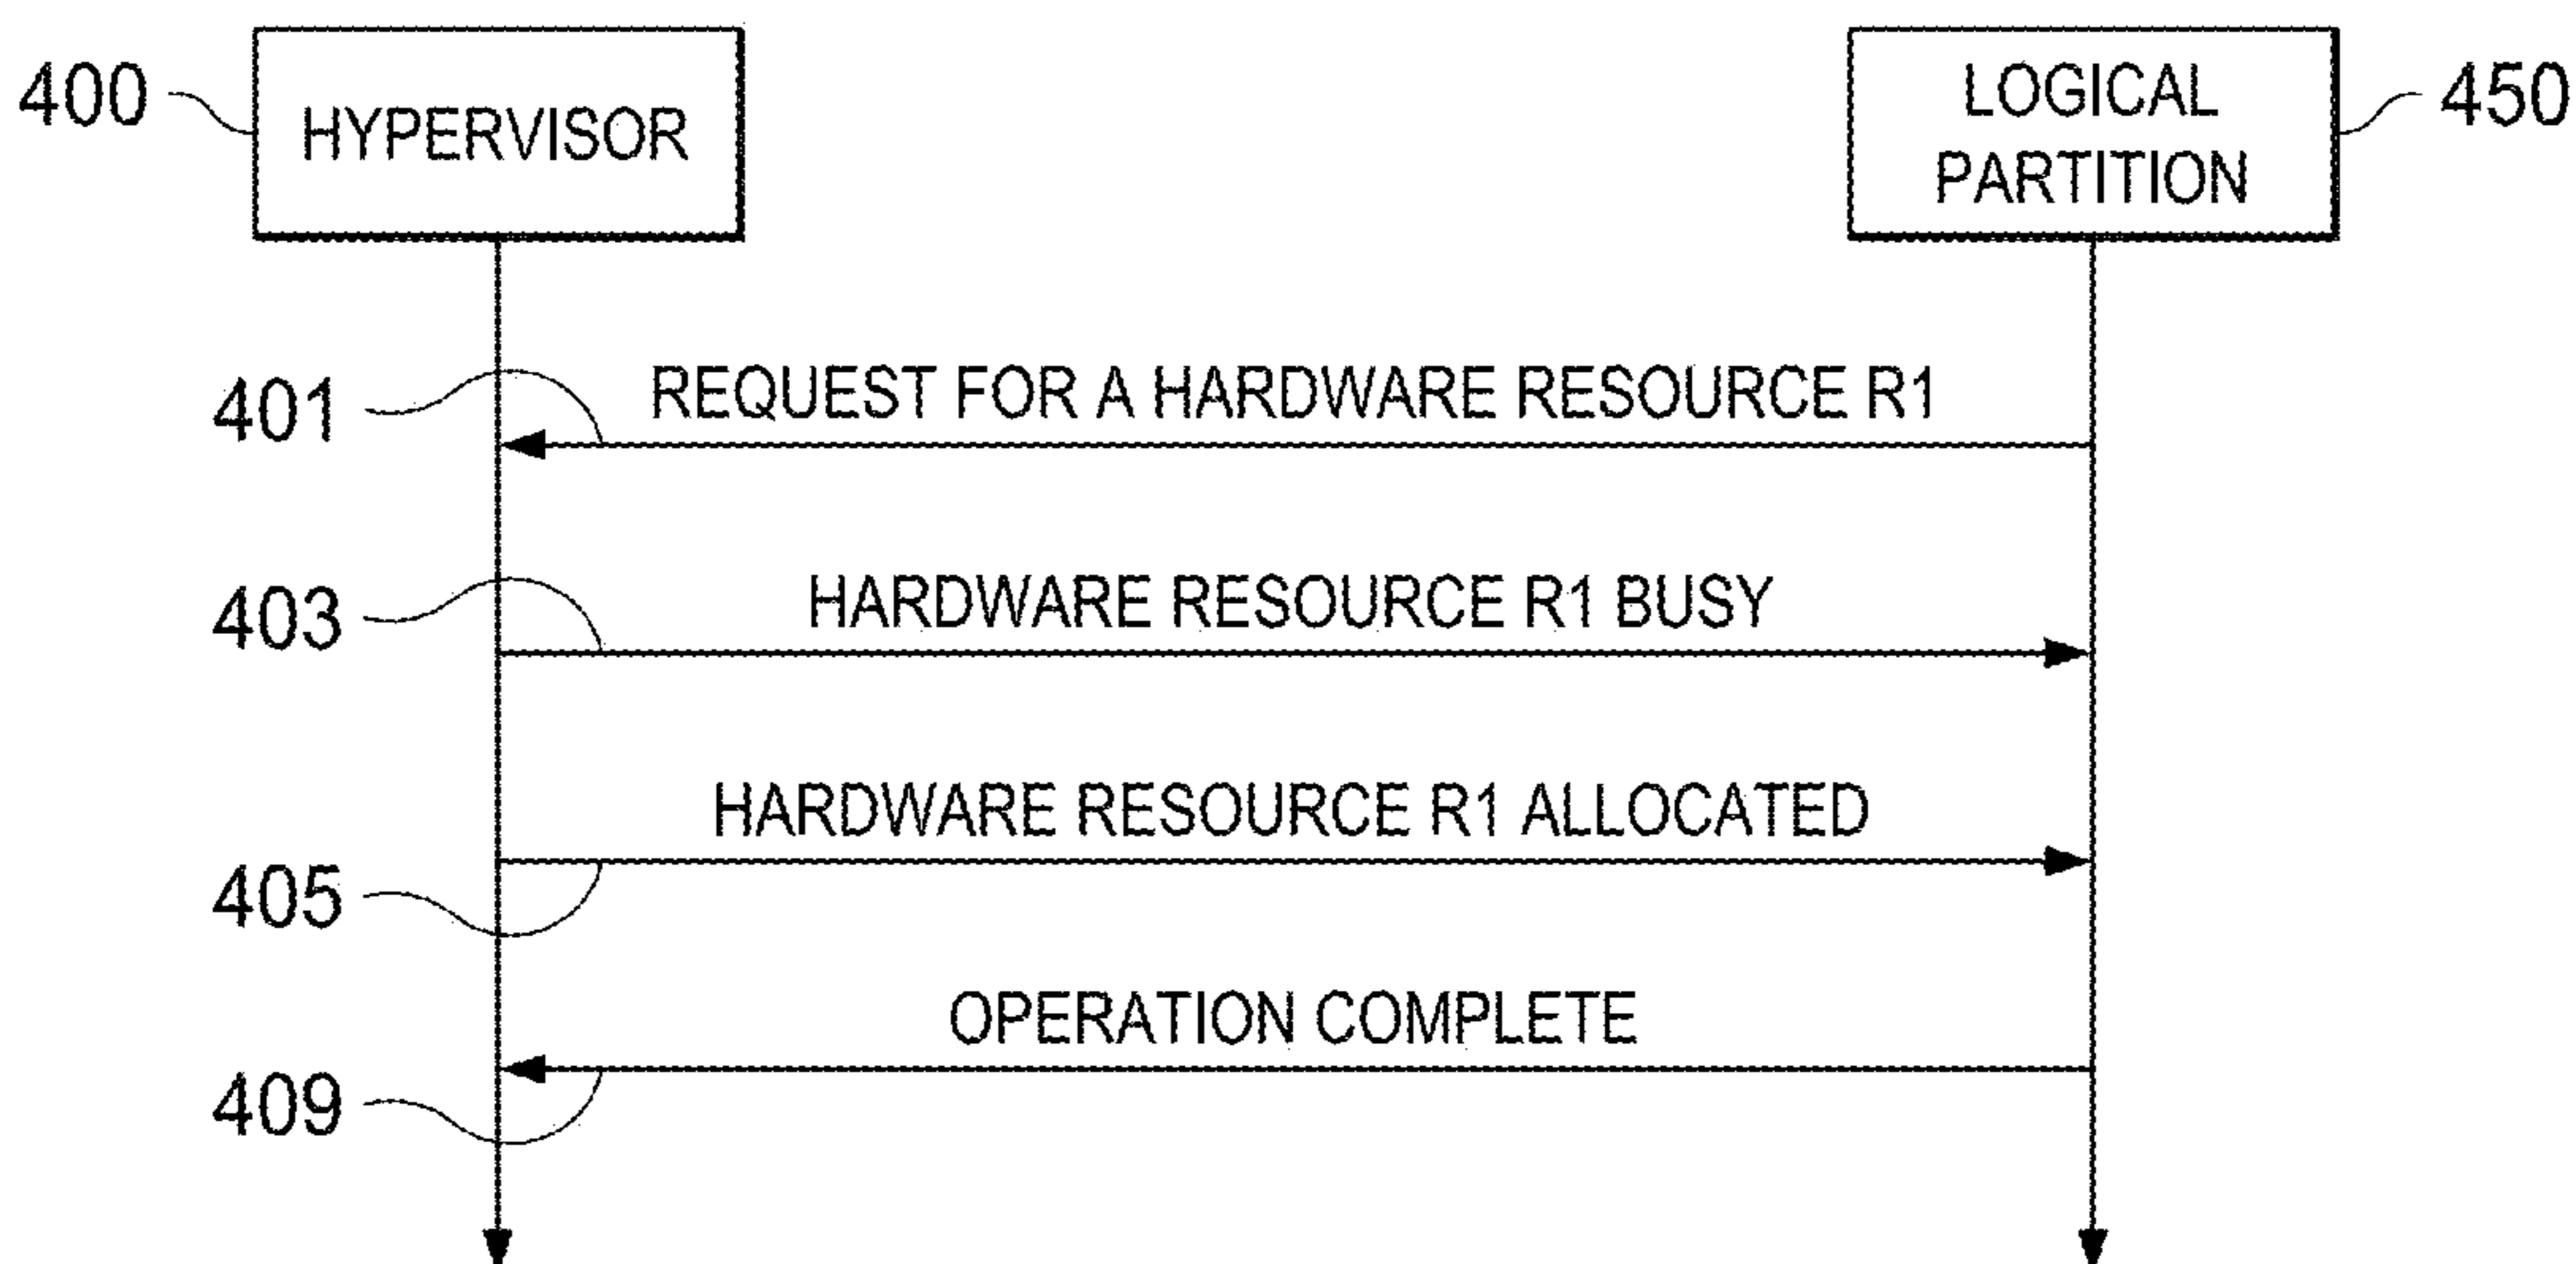 400
HYPERVISOR
LOGICAL
PARTITION
450
401
REQUEST FOR A HARDWARE RESOURCE R1
403
HARDWARE RESOURCE R1 BUSY
HARDWARE RESOURCE R1 ALLOCATED
405
OPERATION COMPLETE
409